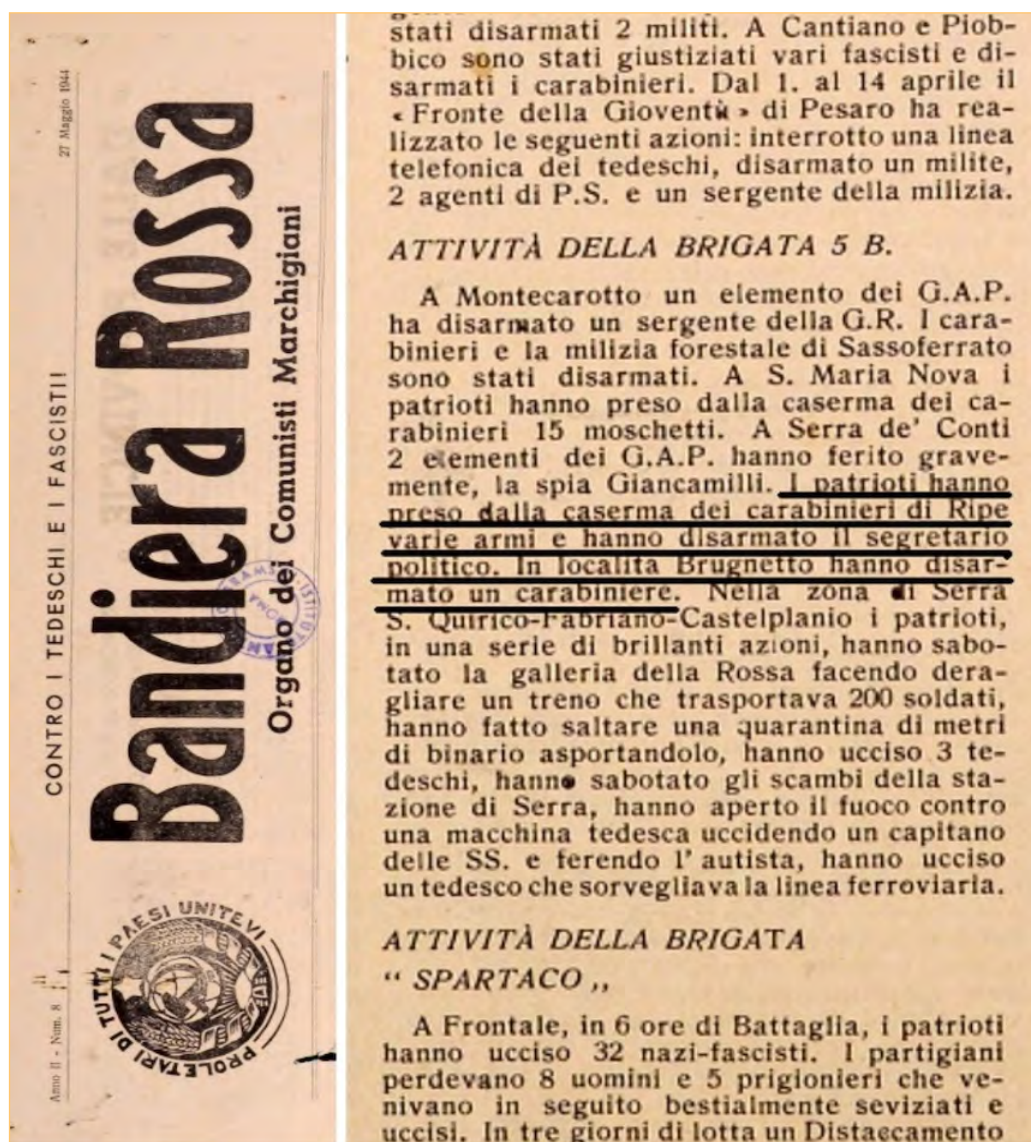 27 Maggio 1944
Anno II - Num. 8
CONTRO I TEDESCHI E I FASCISTI!
Bandiera Rossa
Organo dei Comunisti Marchigiani
PROLETARI DI TUTTI I PAESI UNITEVI
ISTITUTO GRAMSCI
ROMA
stati disarmati 2 militi. A Cantiano e Piob-
bico sono stati giustiziati vari fascisti e di-
sarmati i carabinieri. Dal 1. al 14 aprile il
« Fronte della Gioventù » di Pesaro ha rea-
lizzato le seguenti azioni: interrotto una linea
telefonica dei tedeschi, disarmato un milite,
2 agenti di P.S. e un sergente della milizia.
ATTIVITÀ DELLA BRIGATA 5 B.
A Montecarotto un elemento dei G.A.P.
ha disarmato un sergente della G.R. I cara-
binieri e la milizia forestale di Sassoferrato
sono stati disarmati. A S. Maria Nova i
patrioti hanno preso dalla caserma dei ca-
rabinieri 15 moschetti. A Serra de' Conti
2 elementi dei G.A.P. hanno ferito grave-
mente, la spia Giancamilli. I patrioti hanno
preso dalla caserma dei carabinieri di Ripe
varie armi e hanno disarmato il segretario
politico. In località Brugnetto hanno disar-
mato un carabiniere. Nella zona di Serra
S. Quirico-Fabriano-Castelplanio i patrioti,
in una serie di brillanti azioni, hanno sabo-
tato la galleria della Rossa facendo dera-
gliare un treno che trasportava 200 soldati,
hanno fatto saltare una quarantina di metri
di binario asportandolo, hanno ucciso 3 te-
deschi, hanno sabotato gli scambi della sta-
zione di Serra, hanno aperto il fuoco contro
una macchina tedesca uccidendo un capitano
delle SS. e ferendo l' autista, hanno ucciso
un tedesco che sorvegliava la linea ferroviaria.
ATTIVITÀ DELLA BRIGATA
“ SPARTACO „
A Frontale, in 6 ore di Battaglia, i patrioti
hanno ucciso 32 nazi-fascisti. I partigiani
perdevano 8 uomini e 5 prigionieri che ve-
nivano in seguito bestialmente seviziati e
uccisi. In tre giorni di lotta un Distaccamento